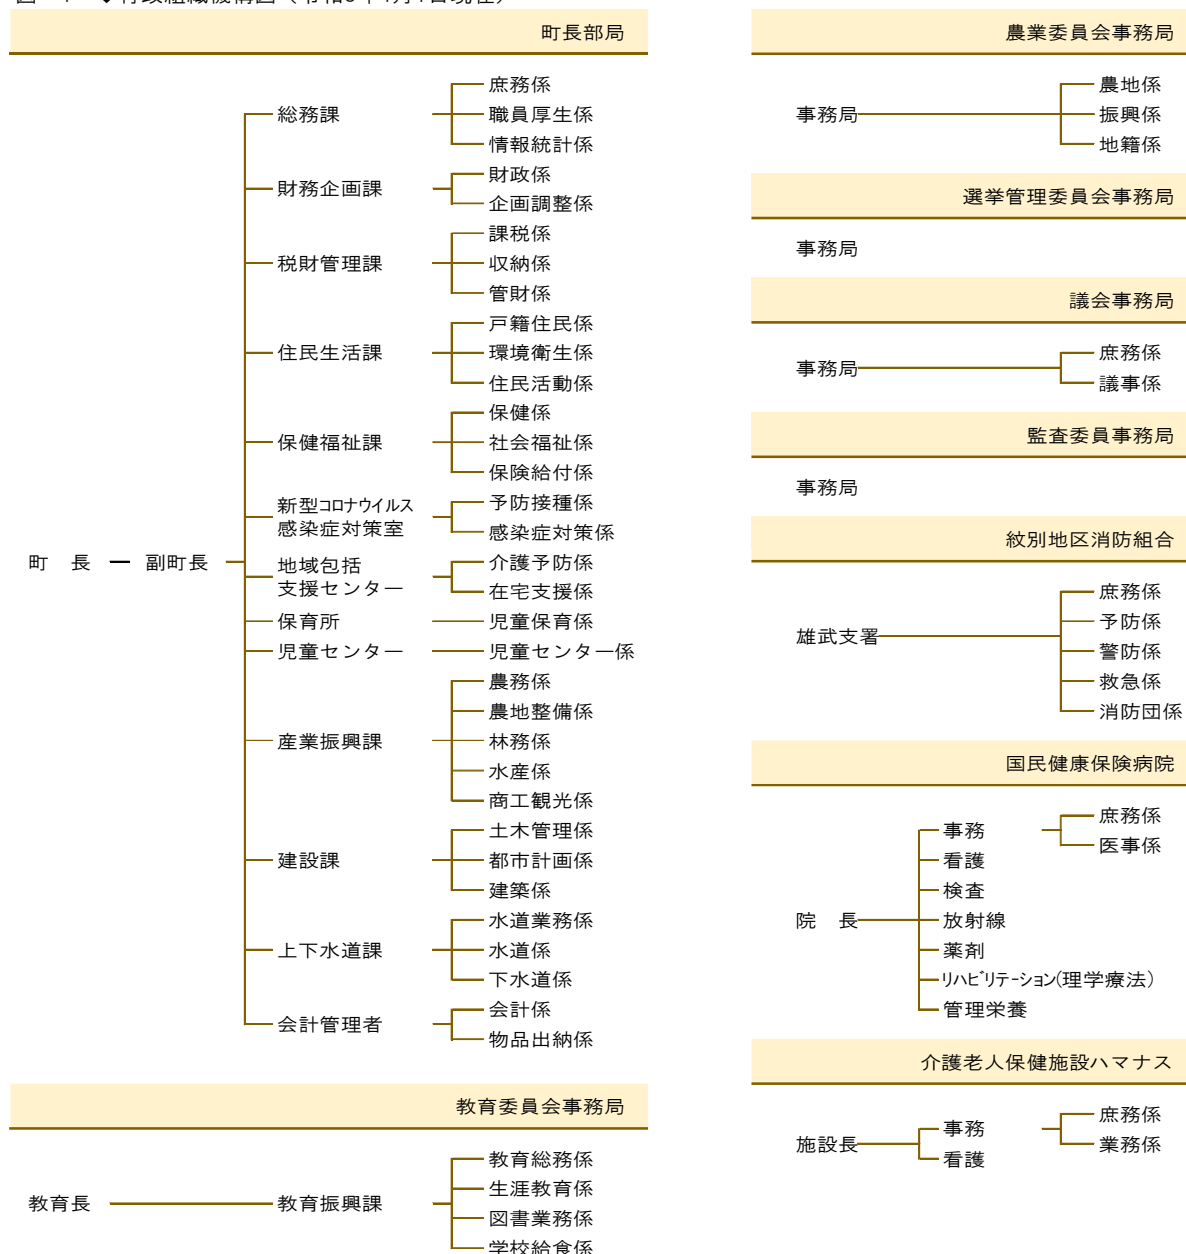 町長部局
総務課
庶務係
職員厚生係
情報統計係
財務企画課
財政係
企画調整係
税財管理課
課税係
収納係
管財係
住民生活課
戸籍住民係
環境衛生係
住民活動係
保健福祉課
保健係
社会福祉係
保険給付係
新型コロナウイルス
感染症対策室
予防接種係
感染症対策係
町　長
副町長
地域包括
支援センター
介護予防係
在宅支援係
保育所
児童保育係
児童センター
児童センター係
産業振興課
農務係
農地整備係
林務係
水産係
商工観光係
建設課
土木管理係
都市計画係
建築係
上下水道課
水道業務係
水道係
下水道係
会計管理者
会計係
物品出納係
教育委員会事務局
教育長
教育振興課
教育総務係
生涯教育係
図書業務係
学校給食係
農業委員会事務局
事務局
農地係
振興係
地籍係
選挙管理委員会事務局
事務局
議会事務局
事務局
庶務係
議事係
監査委員事務局
事務局
紋別地区消防組合
雄武支署
庶務係
予防係
警防係
救急係
消防団係
国民健康保険病院
院　長
事務
庶務係
医事係
看護
検査
放射線
薬剤
リハビリテーション(理学療法)
管理栄養
介護老人保健施設ハマナス
施設長
事務
庶務係
業務係
看護